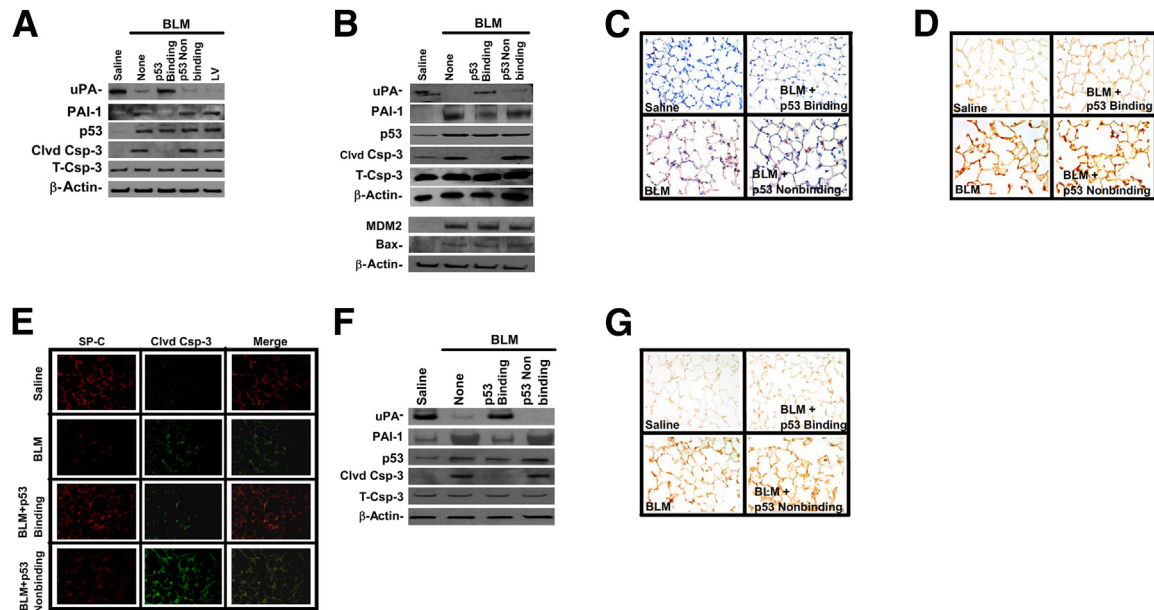 A
BLM
Saline
None
p53
Binding
p53 Non
binding
LV
uPA-
PAI-1
p53
Clvd Csp-3
T-Csp-3
β-Actin-
B
BLM
Saline
None
p53
Binding
p53 Non
binding
uPA-
PAI-1
p53
Clvd Csp-3
T-Csp-3
β-Actin-
MDM2
Bax-
β-Actin-
C
Saline
BLM +
p53 Binding
BLM
BLM +
p53 Nonbinding
D
Saline
BLM +
p53 Binding
BLM
BLM +
p53 Nonbinding
E
SP-C Clvd Csp-3 Merge
Saline
BLM
BLM+p53
Binding
BLM+p53
Nonbinding
F
BLM
Saline
None
p53
Binding
p53 Non
binding
uPA-
PAI-1
p53
Clvd Csp-3
T-Csp-3
β-Actin-
G
Saline
BLM +
p53 Binding
BLM
BLM +
p53 Nonbinding